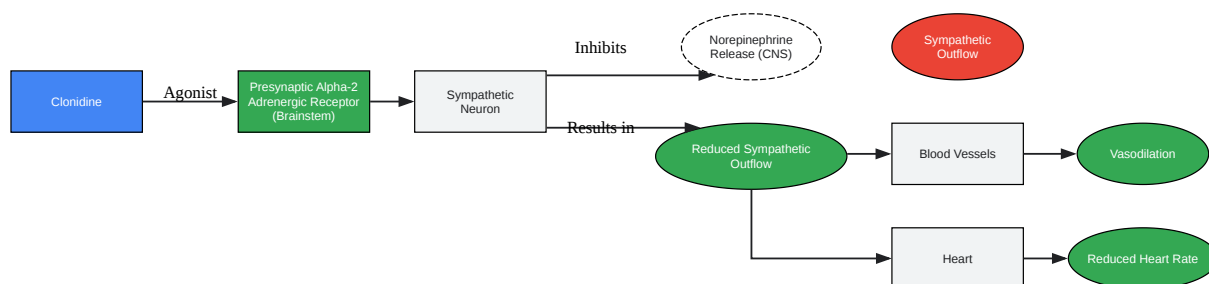 Clonidine
Agonist
Presynaptic Alpha-2
Adrenergic Receptor
(Brainstem)
Sympathetic
Neuron
Inhibits
Norepinephrine
Release (CNS)
Sympathetic
Outflow
Results in
Reduced Sympathetic
Outflow
Blood Vessels
Vasodilation
Heart
Reduced Heart Rate